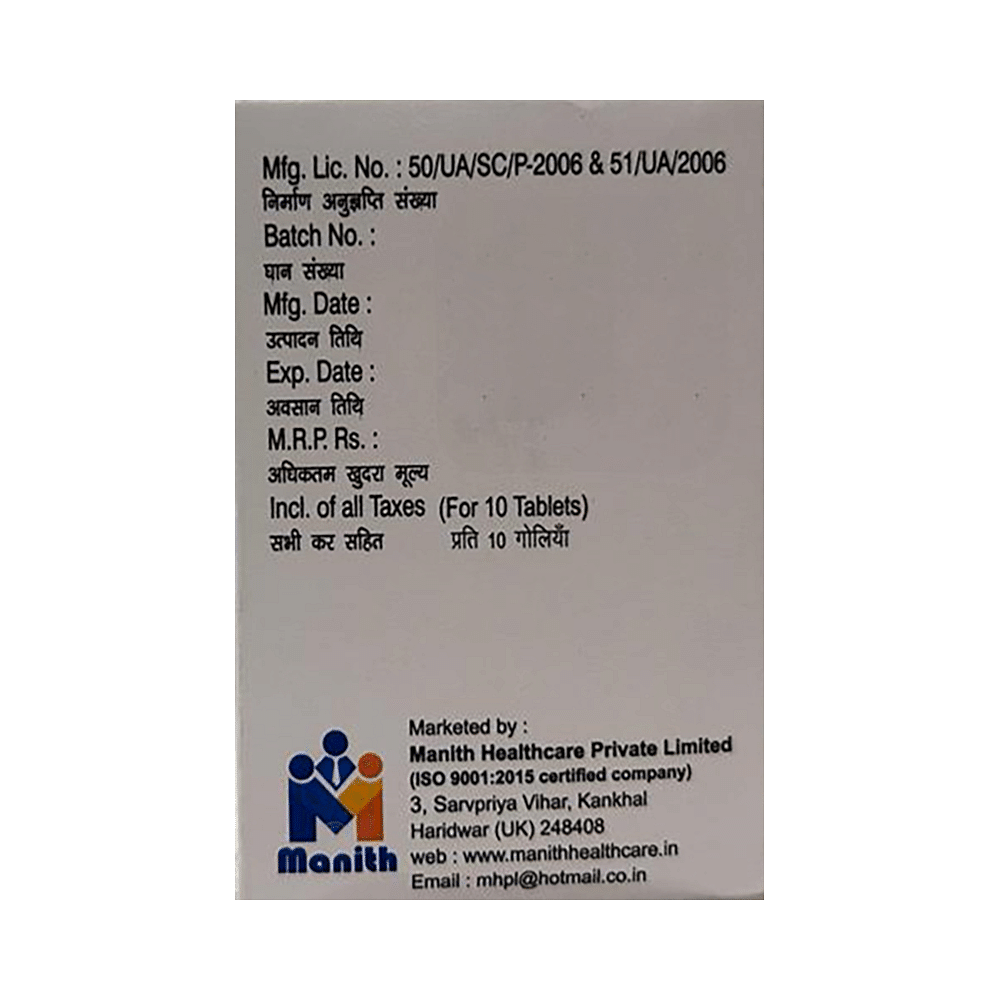 Mfg. Lic. No. : 50/UA/SC/P-2006 & 51/UA/2006
निर्माण अनुज्ञप्ति संख्या
Batch No. :
घान संख्या
Mfg. Date :
उत्पादन तिथि
Exp. Date :
अवसान तिथि
M.R.P. Rs. :
अधिकतम खुदरा मूल्य
Incl. of all Taxes (For 10 Tablets)
सभी कर सहित प्रति 10 गोलियाँ
Marketed by :
Manith Healthcare Private Limited
(ISO 9001:2015 certified company)
3, Sarvpriya Vihar, Kankhal
Haridwar (UK) 248408
web : www.manithhealthcare.in
Email : mhpl@hotmail.co.in
Manith